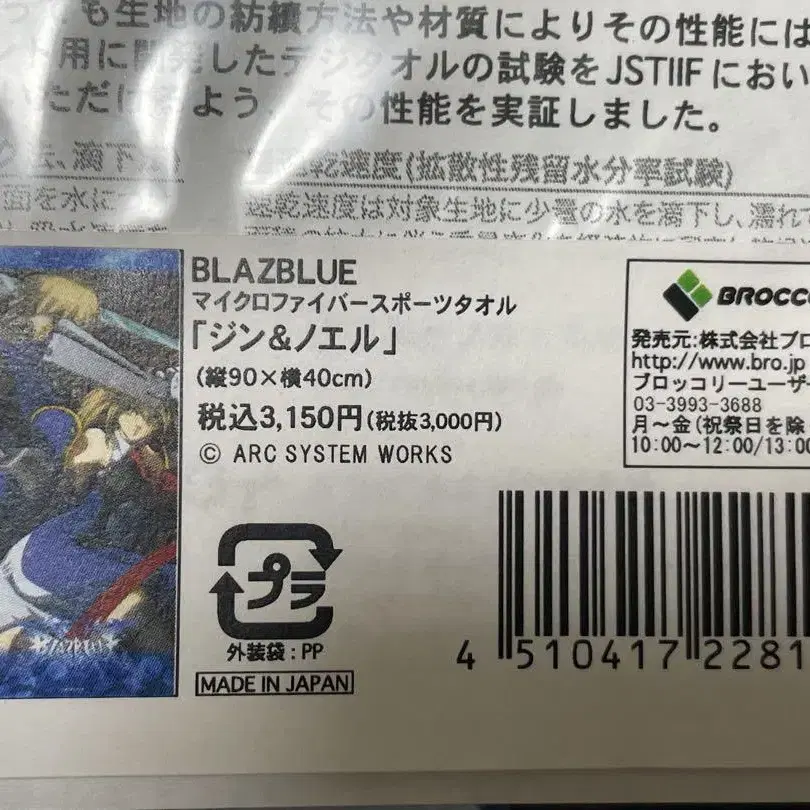 っても生地の紡績方法や材質によりその性能には
用に開発したデジタオルの試験をJSTIIFにおい
その性能を実証しました。
乾速度(拡散性残留水分率試験)
面を水に
速乾速度は対象生地に少量の水を滴下し、濡れ
BLAZBLUE
マイクロファイバースポーツタオル
「ジン&ノエル」
(縦90×横40cm)
税込3,150円(税抜3,000円)
© ARC SYSTEM WORKS
BROCCO
発売元:株式会社ブロ
http://www.bro.jp
ブロッコリーユーザ
03-3993-3688
月〜金(祝祭日を除
10:00〜12:00/13:00
プラ
外装袋:PP
MADE IN JAPAN
4 510417 2281
BLAZBLUE